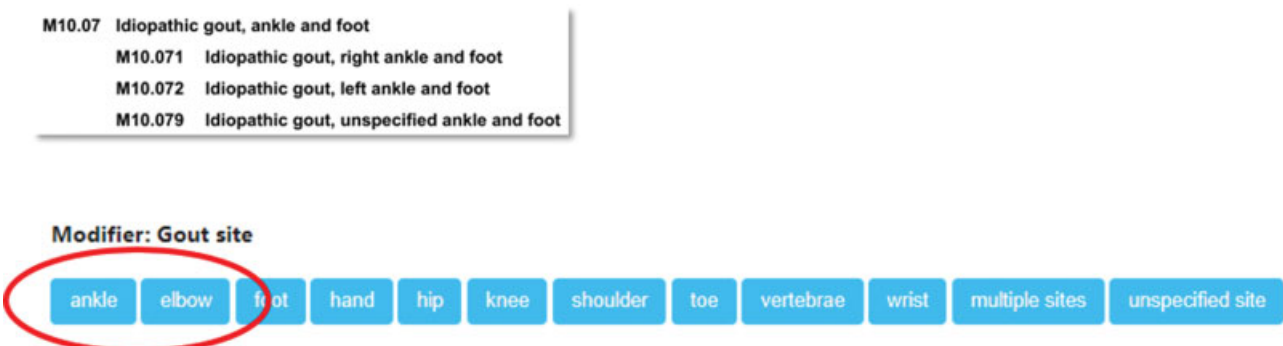 M10.07 Idiopathic gout, ankle and foot
M10.071 Idiopathic gout, right ankle and foot
M10.072 Idiopathic gout, left ankle and foot
M10.079 Idiopathic gout, unspecified ankle and foot
Modifier: Gout site
ankle elbow foot hand hip knee shoulder toe vertebrae wrist multiple sites unspecified site